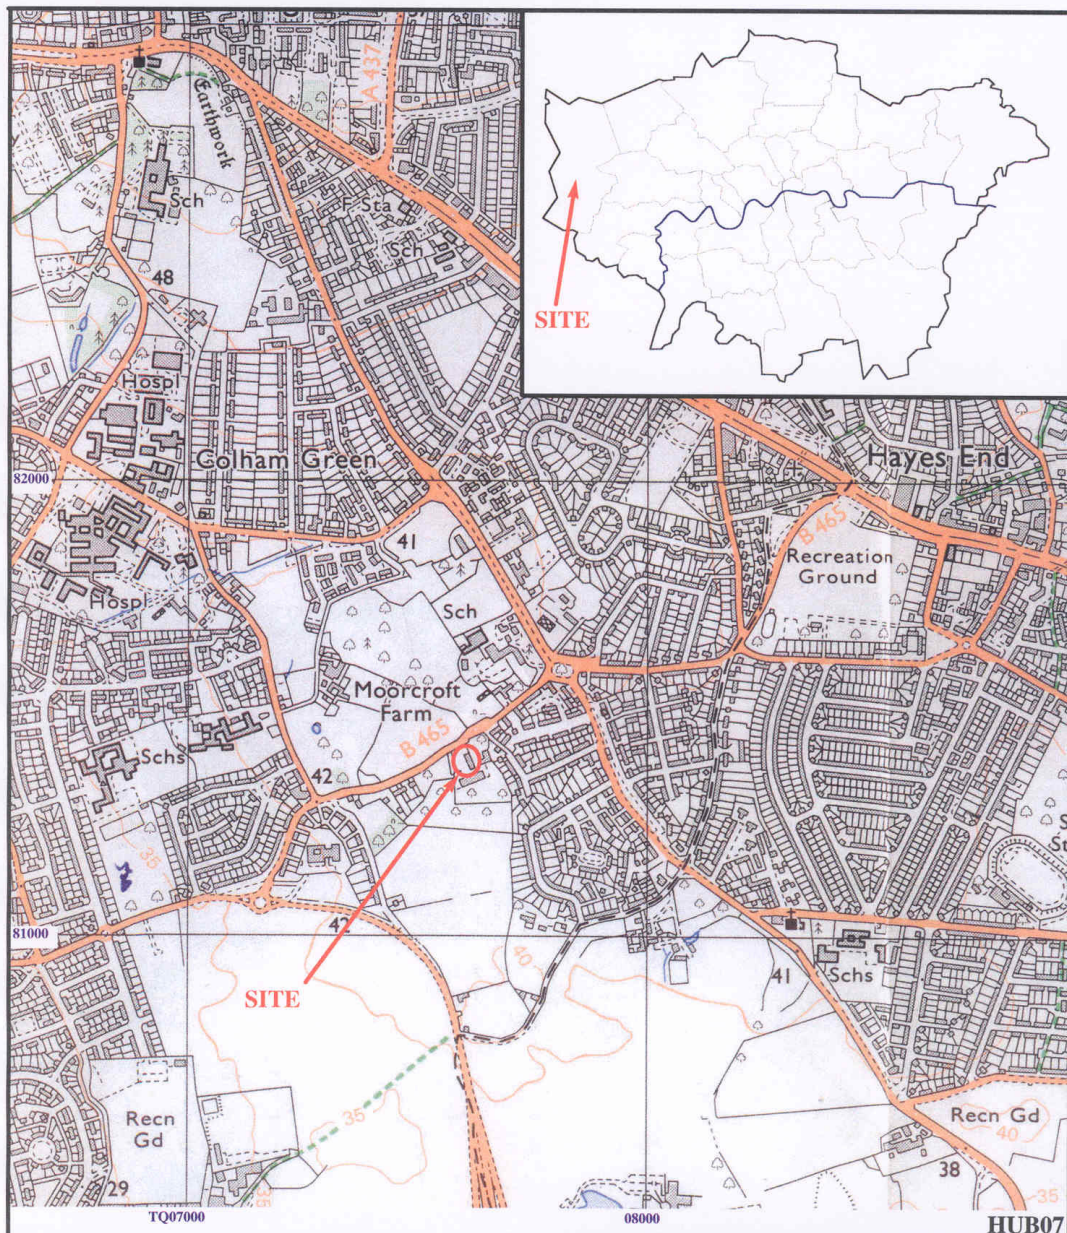 A 437
Earthwork
Sch
F Sta
Sch
48
SITE
Hospl
Colham Green
Hayes End
82000
B 465
41
Recreation
Ground
Hospl
Sch
Moorcroft
Farm
B 465
Schs
42
35
81000
42
40
41
Schs
SITE
35
Recn
Gd
Recn Gd
40
38
29
35
35
TQ07000
08000
HUB07